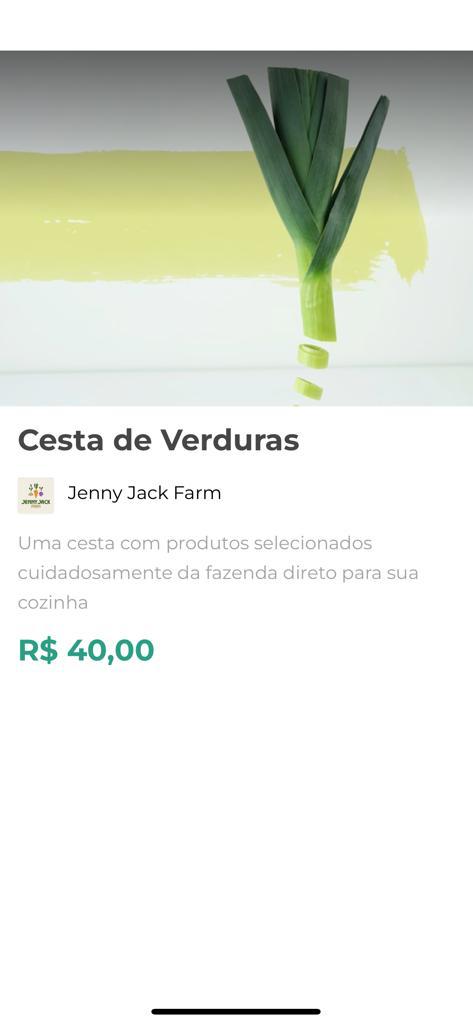 Cesta de Verduras
JENNY JACK
FARM
Jenny Jack Farm
Uma cesta com produtos selecionados
cuidadosamente da fazenda direto para sua
cozinha
R$ 40,00